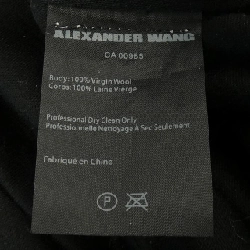 ALEXANDER WANG
CA 00985
Body: 100% Virgin Wool
Corps: 100% Laine Vierge
Professional Dry Clean Only
Professionnelle Nettoyage A Sec Seulement
Fabriqué en Chine
P